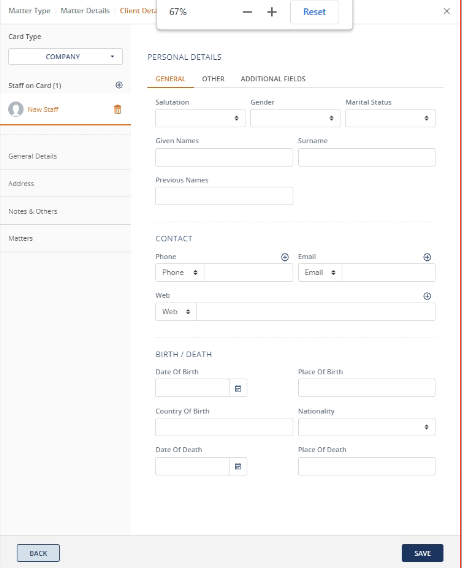 Matter Type Matter Details Client Deta
67% Reset
Card Type
COMPANY
Staff on Card (1)
New Staff
General Details
Address
Notes & Others
Matters
PERSONAL DETAILS
GENERAL OTHER ADDITIONAL FIELDS
Salutation Gender Marital Status
Given Names Surname
Previous Names
CONTACT
Phone Email
Phone Email
Web
Web
BIRTH / DEATH
Date Of Birth Place Of Birth
Country Of Birth Nationality
Date Of Death Place Of Death
BACK SAVE